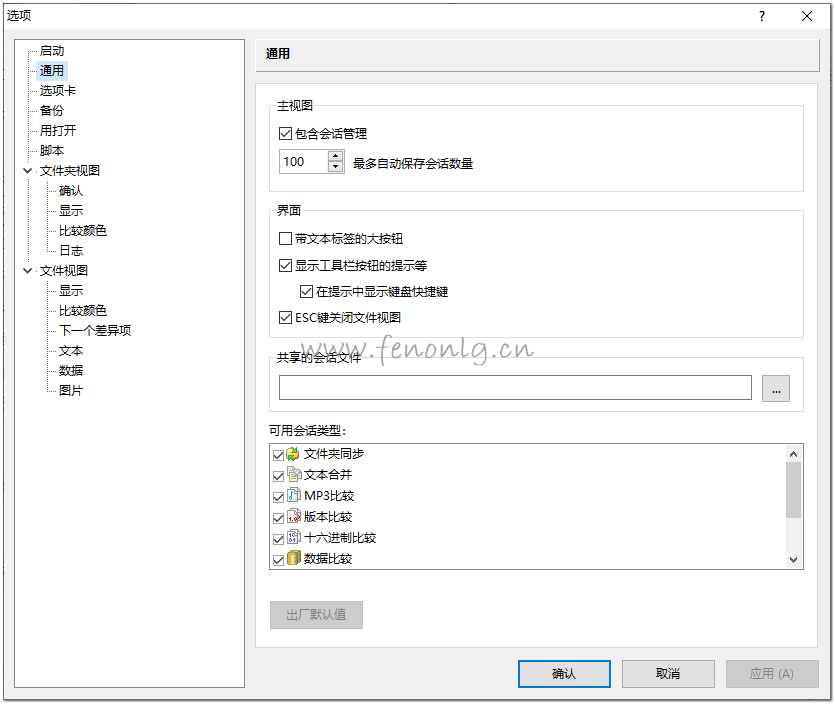 选项
?
启动
通用
选项卡
备份
用打开
脚本
文件夹视图
确认
显示
比较颜色
日志
文件视图
显示
比较颜色
下一个差异项
文本
数据
图片
通用
主视图
包含会话管理
100 最多自动保存会话数量
界面
带文本标签的大按钮
显示工具栏按钮的提示等
在提示中显示键盘快捷键
ESC键关闭文件视图
www.fenonlg.cn
共享的会话文件
...
可用会话类型:
文件夹同步
文本合并
MP3比较
版本比较
十六进制比较
数据比较
出厂默认值
确认 取消 应用 (A)